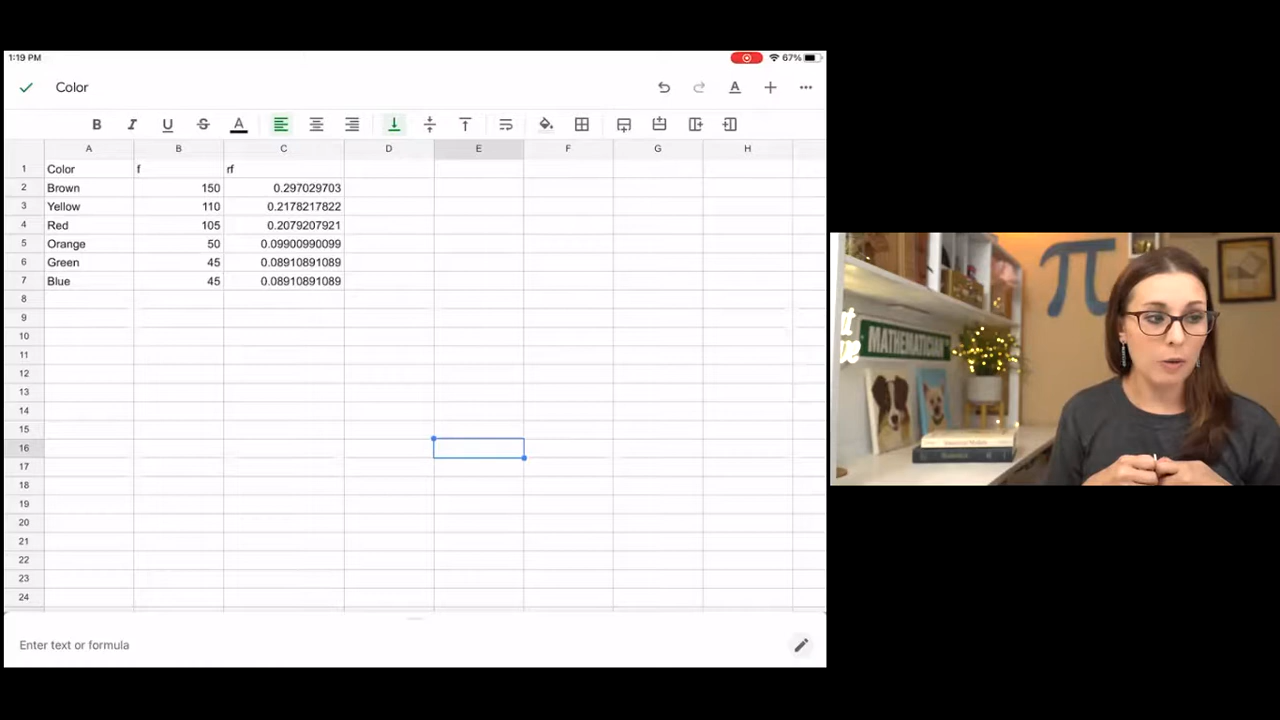 1:19 PM
67%
Color
B I U S A
A B C D E F G H
1 Color f rf
2 Brown 150 0.297029703
3 Yellow 110 0.2178217822
4 Red 105 0.2079207921
5 Orange 50 0.09900990099
6 Green 45 0.08910891089
7 Blue 45 0.08910891089
8
9
10
11
12
13
14
15
16
17
18
19
20
21
22
23
24
Enter text or formula
π
MATHEMATICIAN